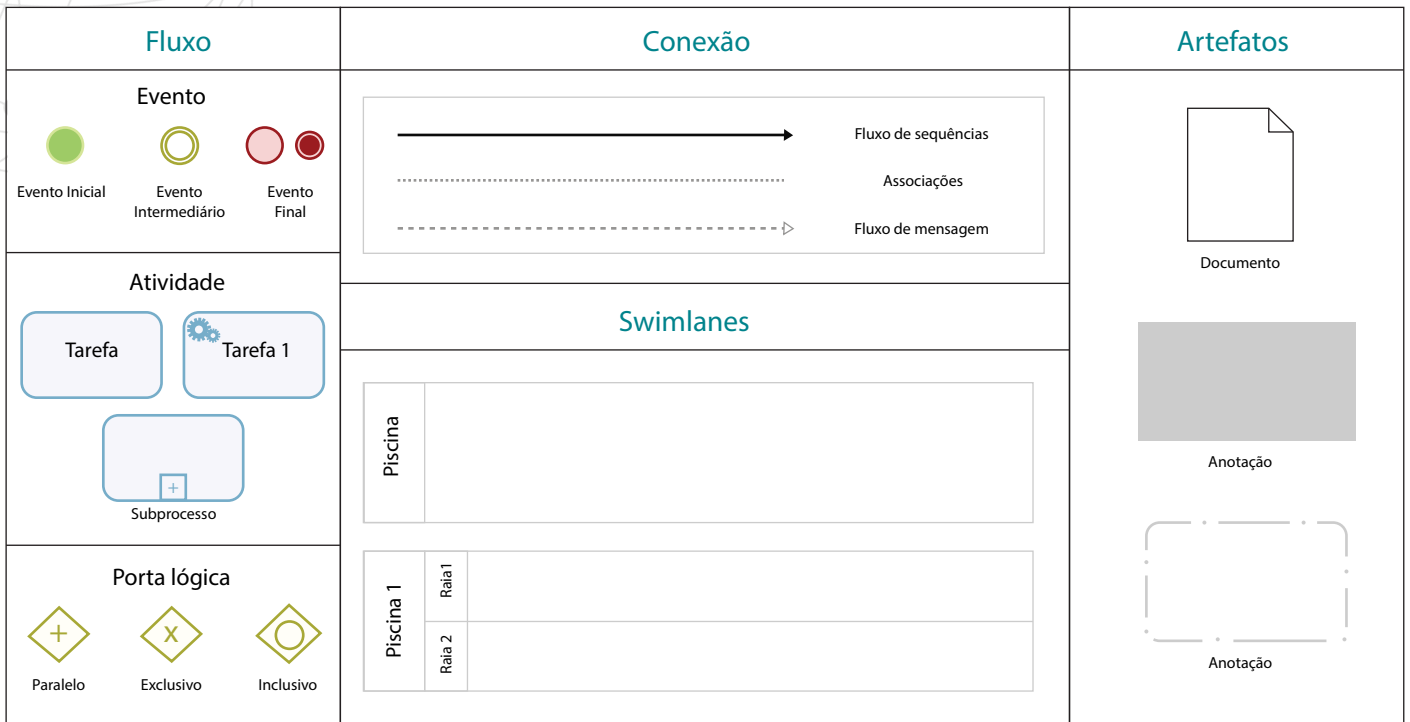 Fluxo
Conexão
Artefatos
Evento
Evento Inicial
Evento
Intermediário
Evento
Final
Fluxo de sequências
Associações
Fluxo de mensagem
Documento
Atividade
Tarefa
Tarefa 1
+
Subprocesso
Swimlanes
Piscina
Anotação
Porta lógica
+
X
Paralelo
Exclusivo
Inclusivo
Piscina 1
Raia1
Raia 2
Anotação